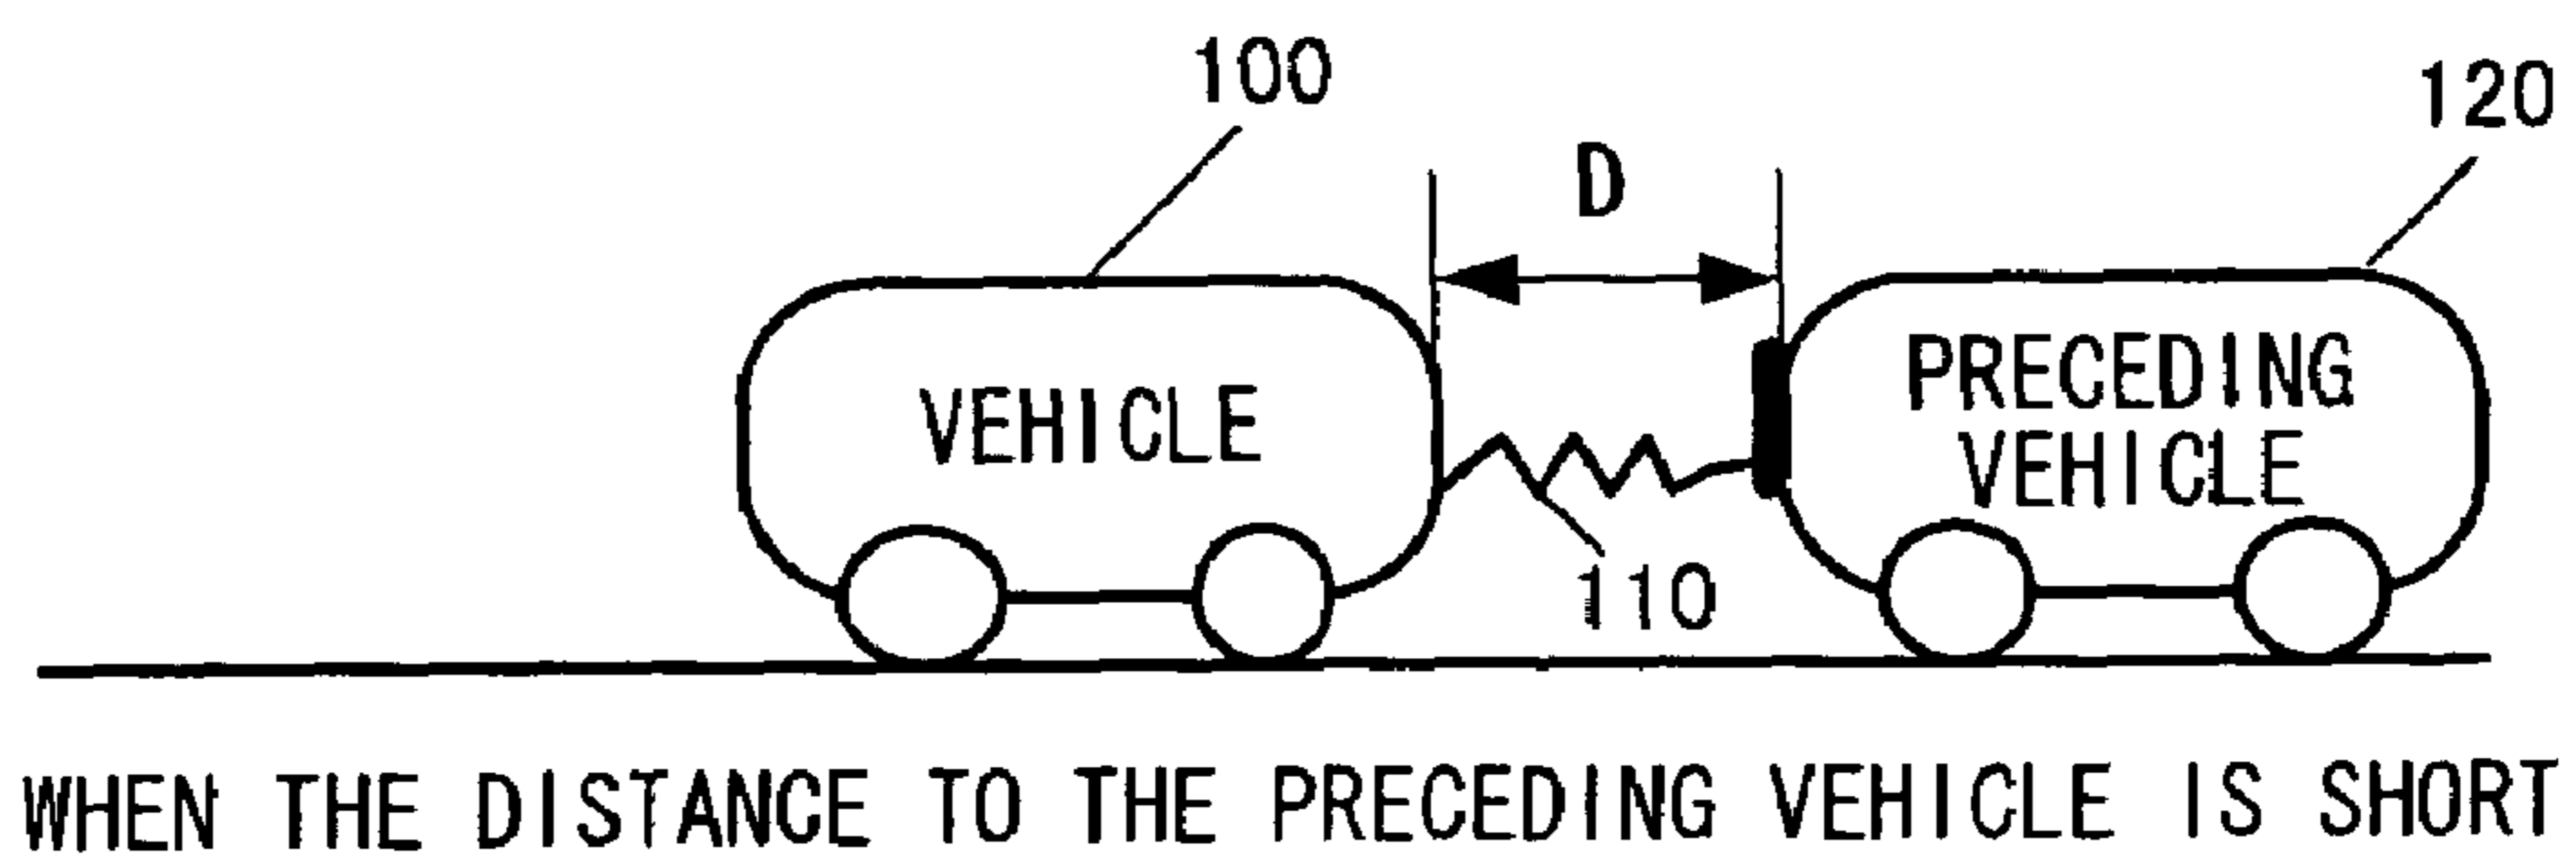 100
120
D
VEHICLE
PRECEDING
VEHICLE
110
WHEN THE DISTANCE TO THE PRECEDING VEHICLE IS SHORT